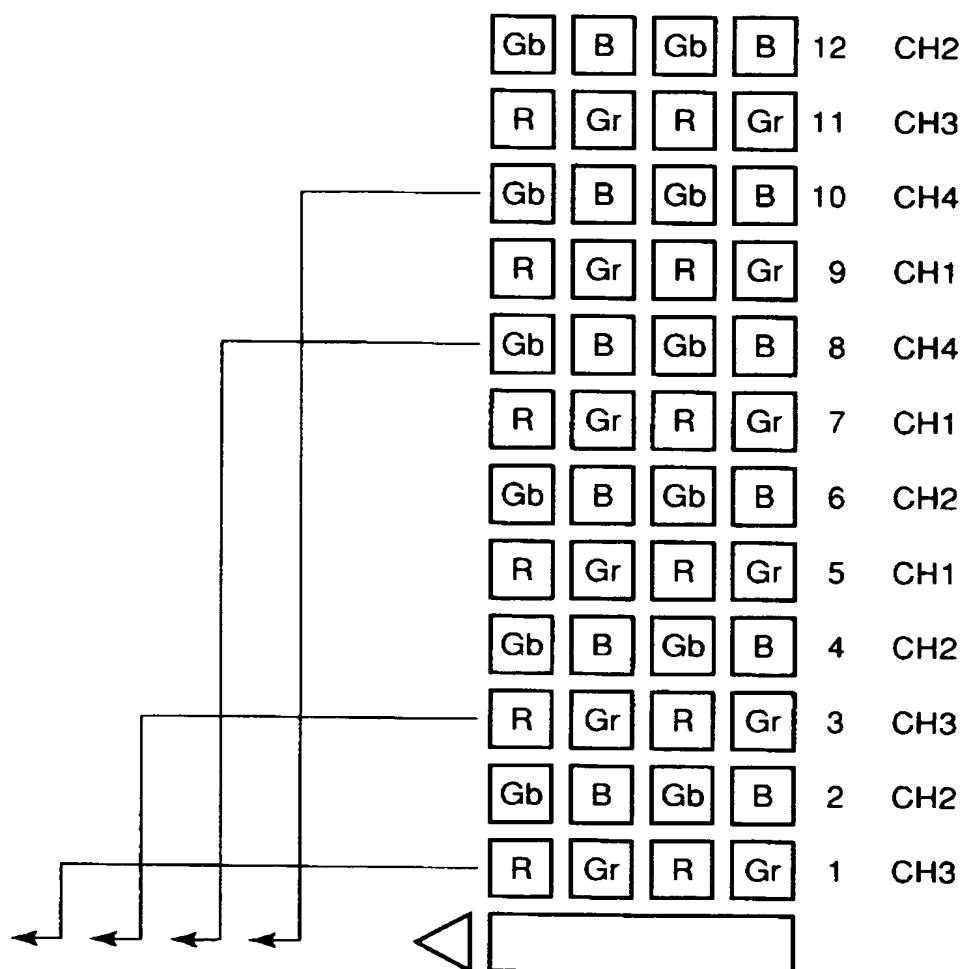 Gb B Gb B 12 CH2
R Gr R Gr 11 CH3
Gb B Gb B 10 CH4
R Gr R Gr 9 CH1
Gb B Gb B 8 CH4
R Gr R Gr 7 CH1
Gb B Gb B 6 CH2
R Gr R Gr 5 CH1
Gb B Gb B 4 CH2
R Gr R Gr 3 CH3
Gb B Gb B 2 CH2
R Gr R Gr 1 CH3